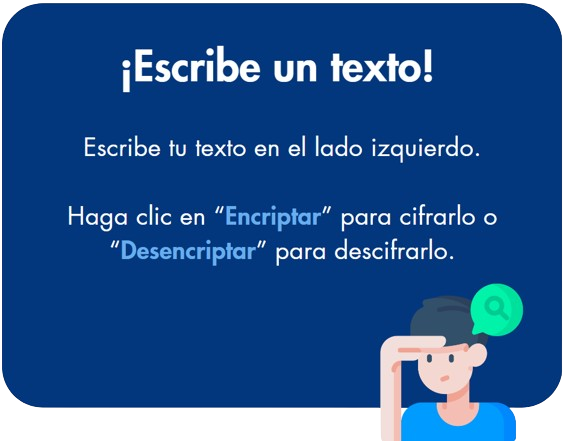 ¡Escribe un texto!
Escribe tu texto en el lado izquierdo.
Haga clic en “Encriptar” para cifrarlo o
“Desencriptar” para descifrarlo.